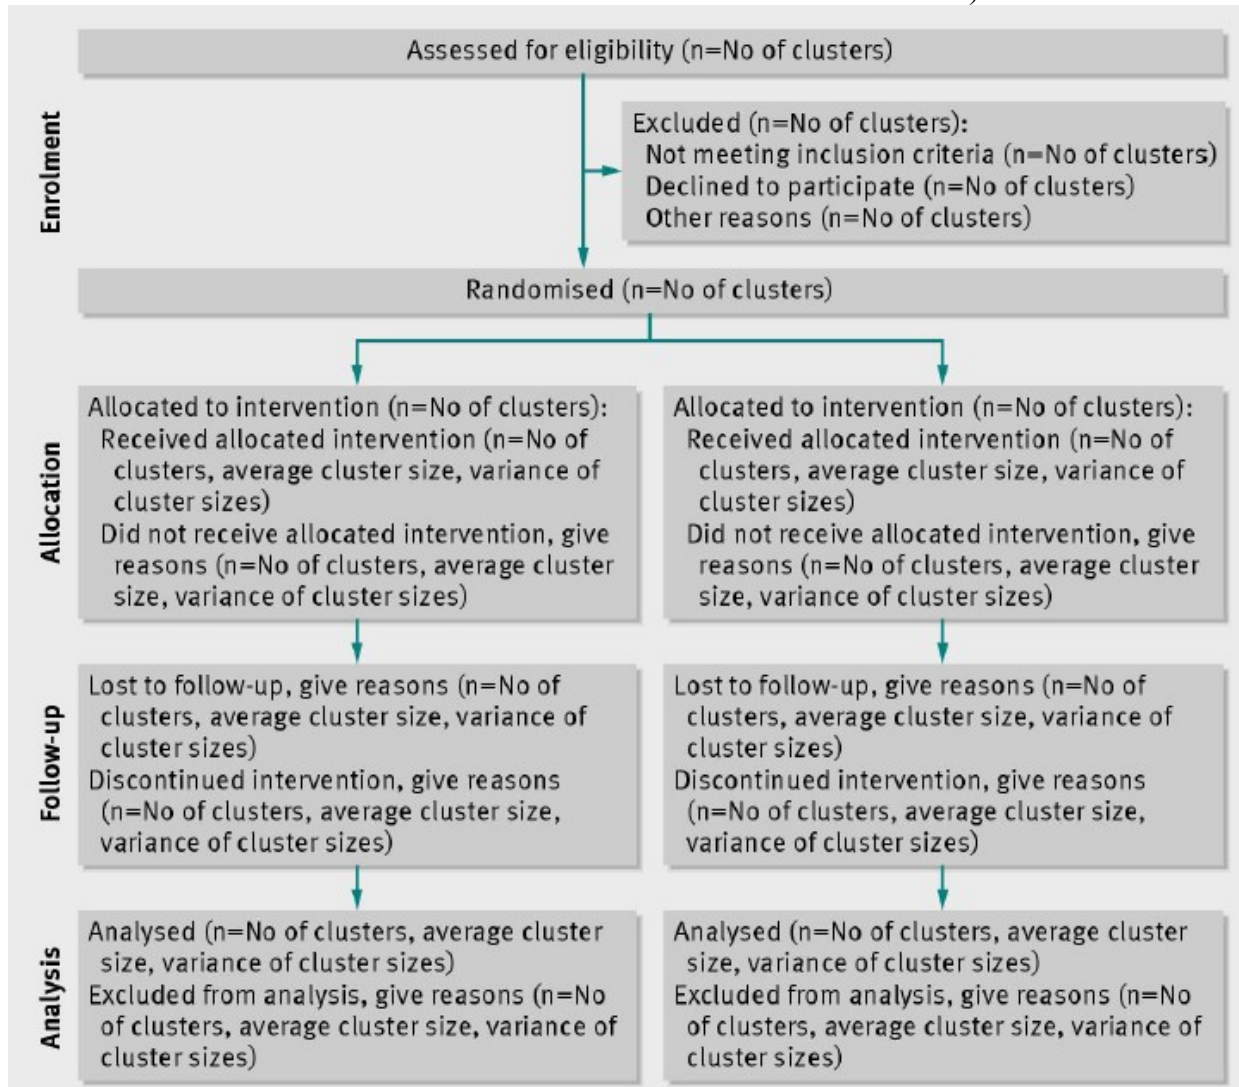 Assessed for eligibility (n=No of clusters)
Enrolment
Excluded (n=No of clusters):
Not meeting inclusion criteria (n=No of clusters)
Declined to participate (n=No of clusters)
Other reasons (n=No of clusters)
Randomised (n=No of clusters)
Allocation
Allocated to intervention (n=No of clusters):
Received allocated intervention (n=No of
clusters, average cluster size, variance of
cluster sizes)
Did not receive allocated intervention, give
reasons (n=No of clusters, average cluster
size, variance of cluster sizes)
Allocated to intervention (n=No of clusters):
Received allocated intervention (n=No of
clusters, average cluster size, variance of
cluster sizes)
Did not receive allocated intervention, give
reasons (n=No of clusters, average cluster
size, variance of cluster sizes)
Follow-up
Lost to follow-up, give reasons (n=No of
clusters, average cluster size, variance of
cluster sizes)
Discontinued intervention, give reasons
(n=No of clusters, average cluster size,
variance of cluster sizes)
Lost to follow-up, give reasons (n=No of
clusters, average cluster size, variance of
cluster sizes)
Discontinued intervention, give reasons
(n=No of clusters, average cluster size,
variance of cluster sizes)
Analysis
Analysed (n=No of clusters, average cluster
size, variance of cluster sizes)
Excluded from analysis, give reasons (n=No
of clusters, average cluster size, variance of
cluster sizes)
Analysed (n=No of clusters, average cluster
size, variance of cluster sizes)
Excluded from analysis, give reasons (n=No
of clusters, average cluster size, variance of
cluster sizes)